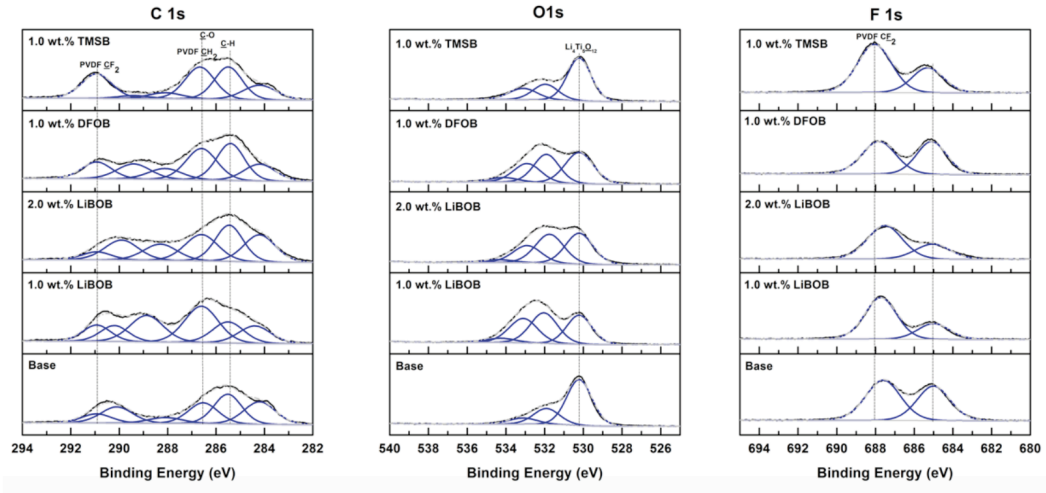 C 1s
1.0 wt.% TMSB
PVDF CF2
C-O
PVDF CH2
C-H
1.0 wt.% DFOB
2.0 wt.% LiBOB
1.0 wt.% LiBOB
Base
294 292 290 288 286 284 282
Binding Energy (eV)
O1s
1.0 wt.% TMSB
Li4Ti5O12
1.0 wt.% DFOB
2.0 wt.% LiBOB
1.0 wt.% LiBOB
Base
540 538 536 534 532 530 528 526
Binding Energy (eV)
F 1s
1.0 wt.% TMSB
PVDF CF2
1.0 wt.% DFOB
2.0 wt.% LiBOB
1.0 wt.% LiBOB
Base
694 692 690 688 686 684 682 680
Binding Energy (eV)